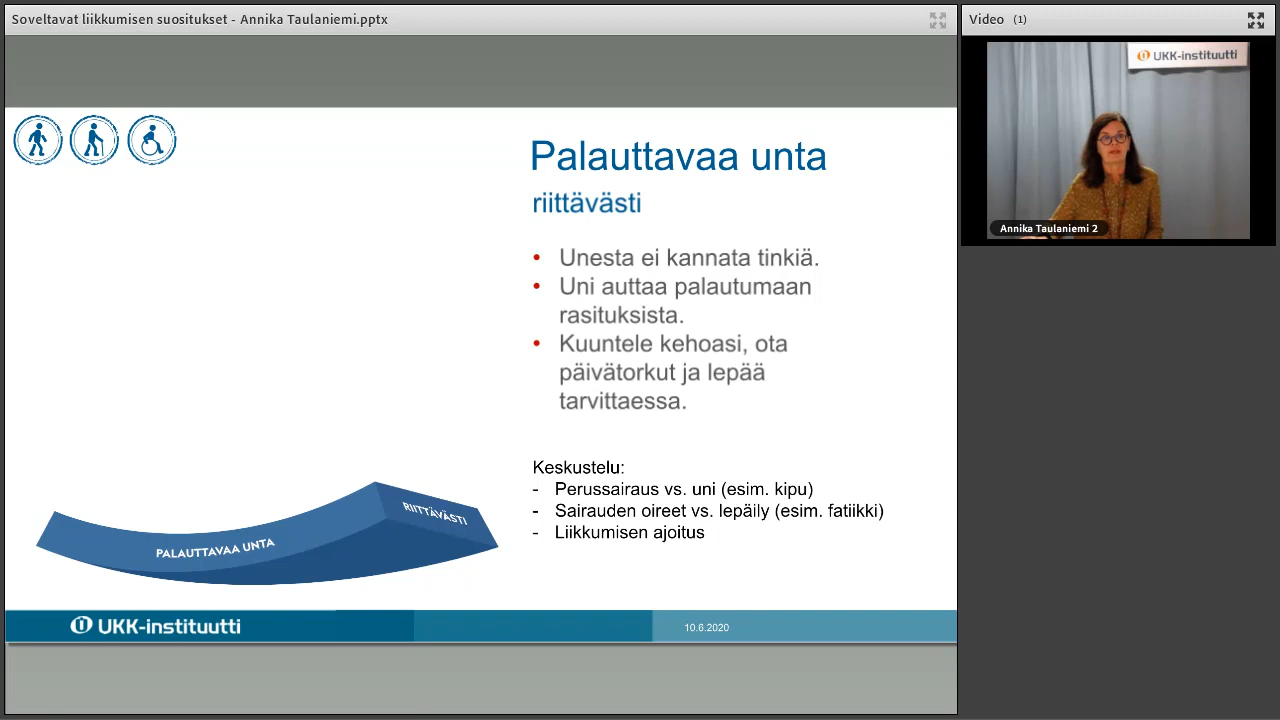 Soveltavat liikkumisen suositukset - Annika Taulaniemi.pptx
Video (1)
UKK-instituutti
Annika Taulaniemi 2
Palauttavaa unta
riittävästi
• Unesta ei kannata tinkiä.
• Uni auttaa palautumaan
rasituksista.
• Kuuntele kehoasi, ota
päivätorkut ja lepää
tarvittaessa.
Keskustelu:
- Perussairaus vs. uni (esim. kipu)
- Sairauden oireet vs. lepäily (esim. fatiikki)
- Liikkumisen ajoitus
PALAUTTAVAA UNTA
RIITTÄVÄSTI
UKK-instituutti
10.6.2020